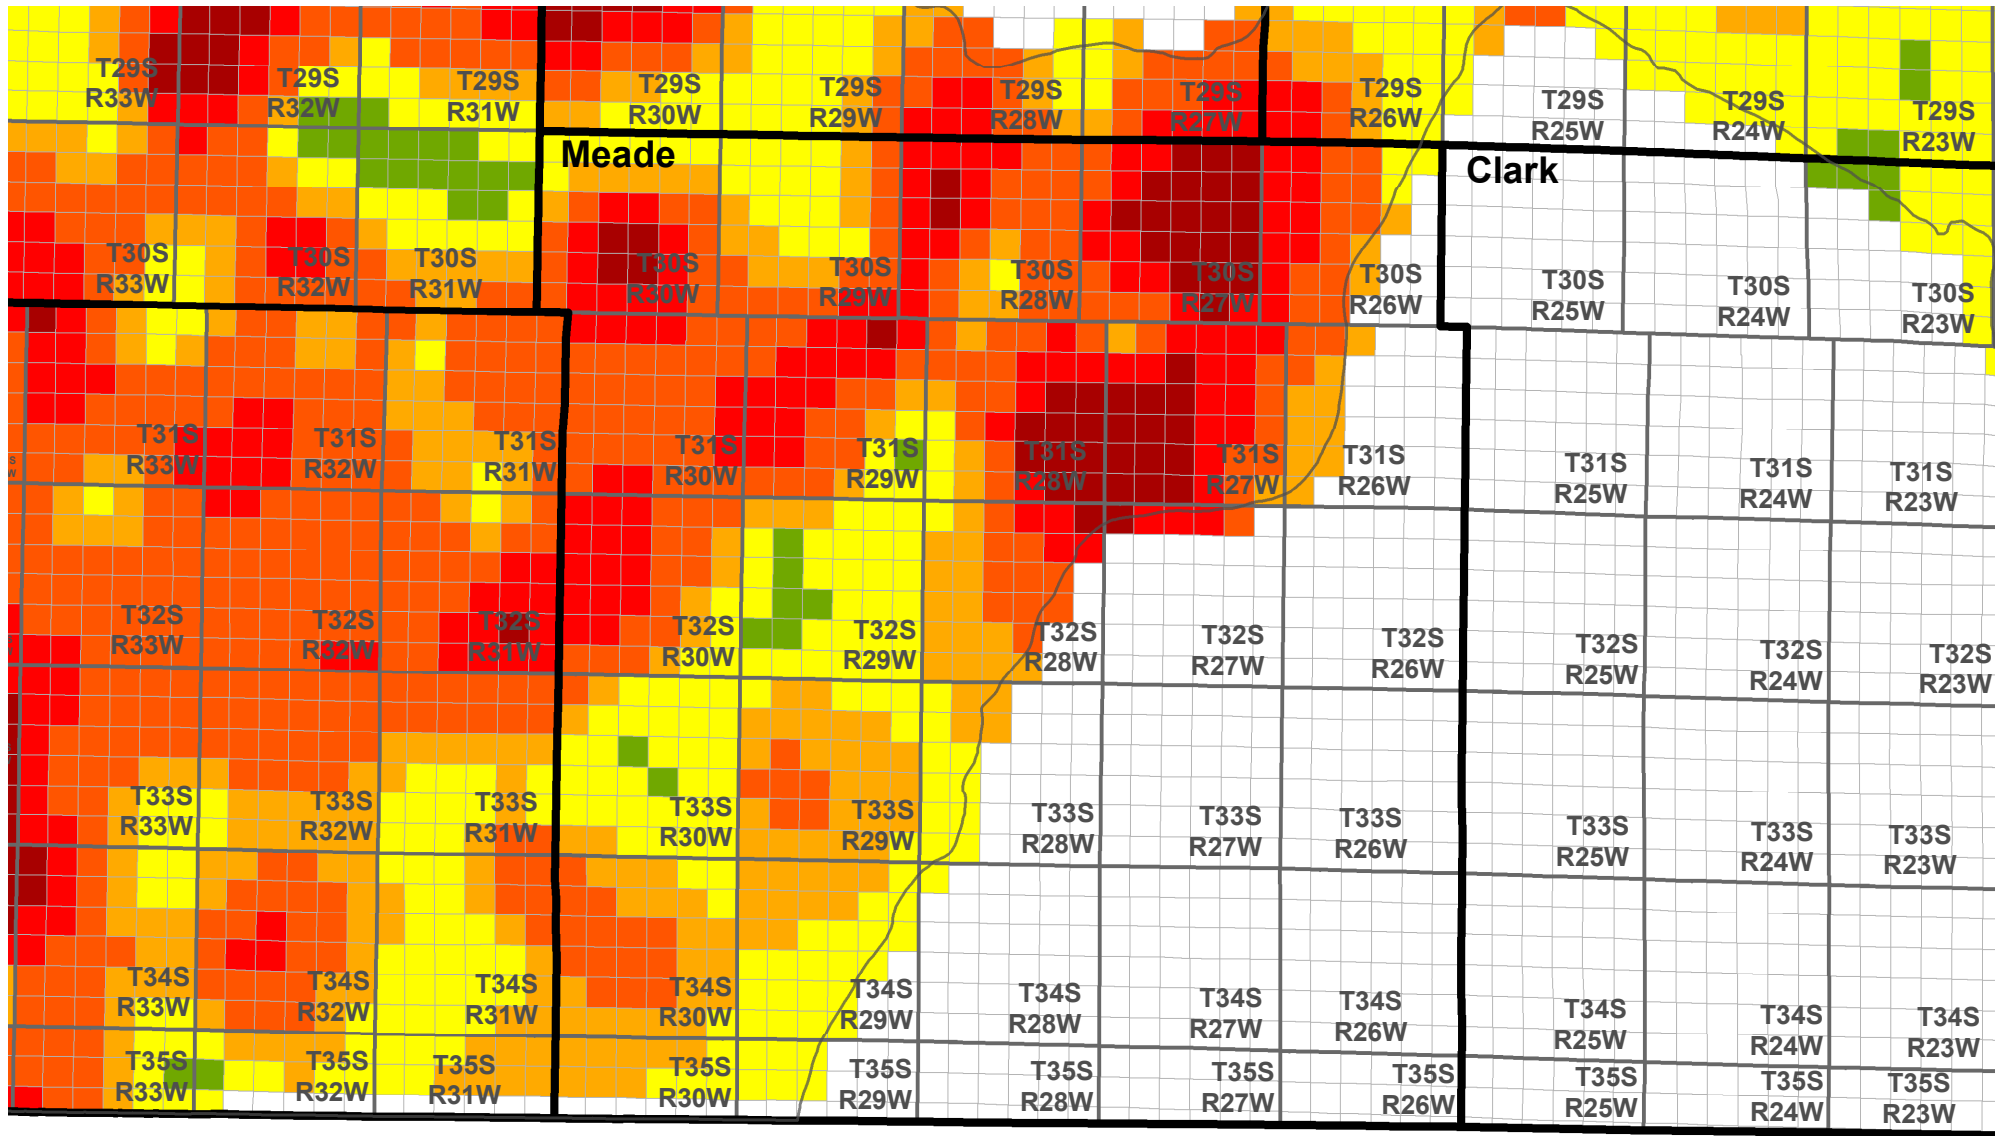 T29S
R33W
T29S
R32W
T29S
R31W
T29S
R30W
T29S
R29W
T29S
R28W
T29S
R27W
T29S
R26W
T29S
R25W
T29S
R24W
T29S
R23W
Meade
Clark
T30S
R33W
T30S
R32W
T30S
R31W
T30S
R30W
T30S
R29W
T30S
R28W
T30S
R27W
T30S
R26W
T30S
R25W
T30S
R24W
T30S
R23W
T31S
R33W
T31S
R32W
T31S
R31W
T31S
R30W
T31S
R29W
T31S
R28W
T31S
R27W
T31S
R26W
T31S
R25W
T31S
R24W
T31S
R23W
T32S
R33W
T32S
R32W
T32S
R31W
T32S
R30W
T32S
R29W
T32S
R28W
T32S
R27W
T32S
R26W
T32S
R25W
T32S
R24W
T32S
R23W
T33S
R33W
T33S
R32W
T33S
R31W
T33S
R30W
T33S
R29W
T33S
R28W
T33S
R27W
T33S
R26W
T33S
R25W
T33S
R24W
T33S
R23W
T34S
R33W
T34S
R32W
T34S
R31W
T34S
R30W
T34S
R29W
T34S
R28W
T34S
R27W
T34S
R26W
T34S
R25W
T34S
R24W
T34S
R23W
T35S
R33W
T35S
R32W
T35S
R31W
T35S
R30W
T35S
R29W
T35S
R28W
T35S
R27W
T35S
R26W
T35S
R25W
T35S
R24W
T35S
R23W